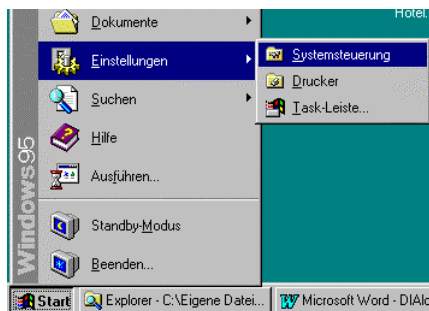 Hotel.
Dokumente
Einstellungen
Suchen
Hilfe
Ausführen...
Standby-Modus
Beenden...
Systemsteuerung
Drucker
Task-Leiste...
Windows95
Start
Explorer - C:\Eigene Datei...
Microsoft Word - DIAlo